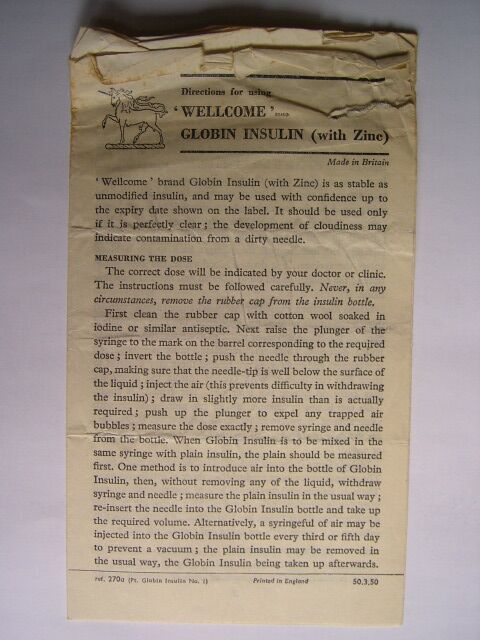 Directions for using
‘WELLCOME’ BRAND
GLOBIN INSULIN (with Zinc)
Made in Britain
‘Wellcome’ brand Globin Insulin (with Zinc) is as stable as
unmodified insulin, and may be used with confidence up to
the expiry date shown on the label. It should be used only
if it is perfectly clear; the development of cloudiness may
indicate contamination from a dirty needle.
MEASURING THE DOSE
The correct dose will be indicated by your doctor or clinic.
The instructions must be followed carefully. Never, in any
circumstances, remove the rubber cap from the insulin bottle.
First clean the rubber cap with cotton wool soaked in
iodine or similar antiseptic. Next raise the plunger of the
syringe to the mark on the barrel corresponding to the required
dose; invert the bottle; push the needle through the rubber
cap, making sure that the needle-tip is well below the surface of
the liquid; inject the air (this prevents difficulty in withdrawing
the insulin); draw in slightly more insulin than is actually
required; push up the plunger to expel any trapped air
bubbles; measure the dose exactly; remove syringe and needle
from the bottle. When Globin Insulin is to be mixed in the
same syringe with plain insulin, the plain should be measured
first. One method is to introduce air into the bottle of Globin
Insulin, then, without removing any of the liquid, withdraw
syringe and needle; measure the plain insulin in the usual way;
re-insert the needle into the Globin Insulin bottle and take up
the required volume. Alternatively, a syringeful of air may be
injected into the Globin Insulin bottle every third or fifth day
to prevent a vacuum; the plain insulin may be removed in
the usual way, the Globin Insulin being taken up afterwards.
ref. 270a (Pt. Globin Insulin No. 1) Printed in England 50.3.50